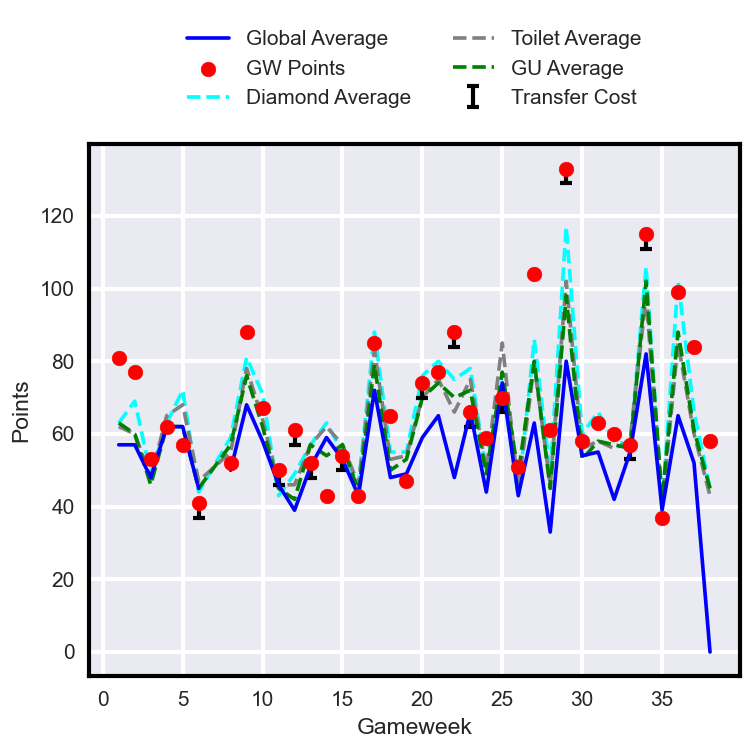 Global Average
GW Points
Diamond Average
Toilet Average
GU Average
Transfer Cost
120
100
80
60
40
20
0
Points
0 5 10 15 20 25 30 35
Gameweek